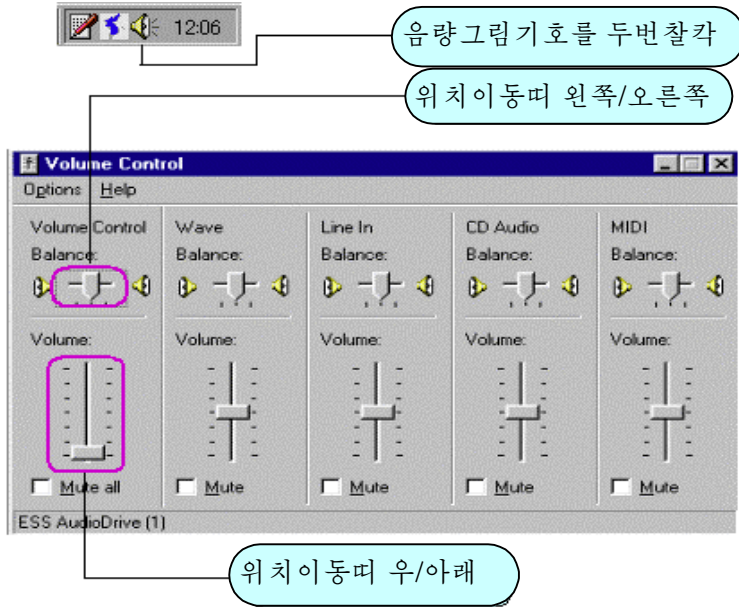 12:06
음량그림기호를 두번찰칵
위치이동띠 왼쪽/오른쪽
Volume Control
Options Help
Volume Control Wave Line In CD Audio MIDI
Balance: Balance: Balance: Balance: Balance:
Volume: Volume: Volume: Volume: Volume:
Mute all Mute Mute Mute Mute
ESS AudioDrive (1)
위치이동띠 우/아래